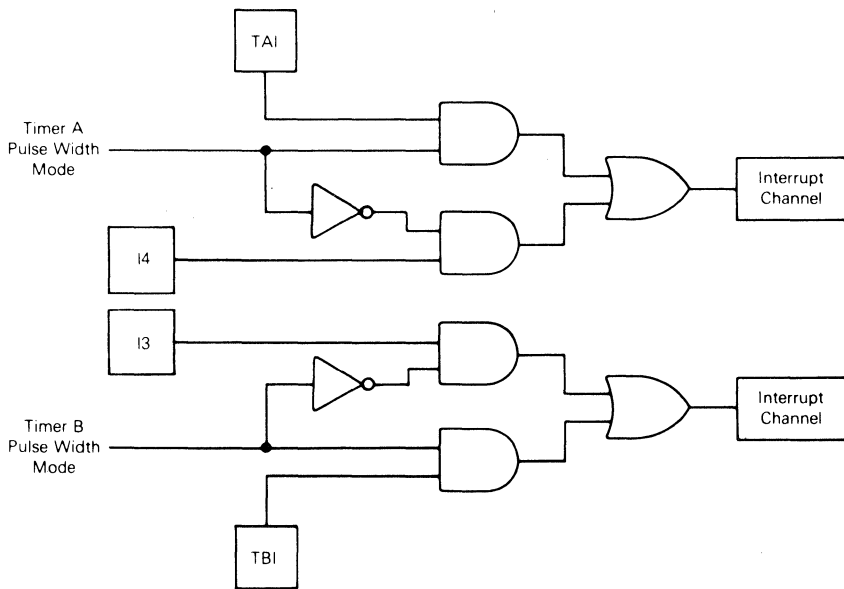 TAI
Timer A
Pulse Width
Mode
Interrupt
Channel
I4
I3
Interrupt
Channel
Timer B
Pulse Width
Mode
TBI